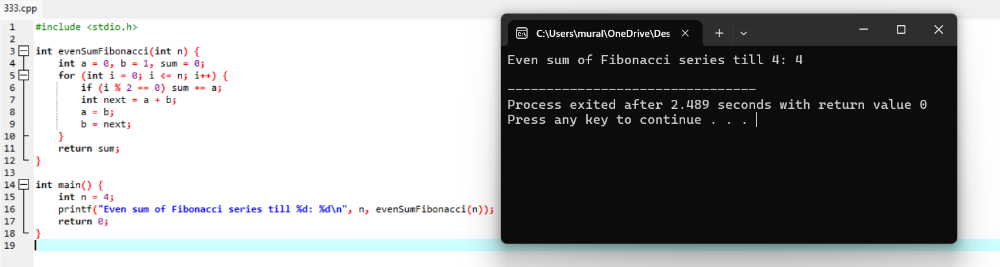 333.cpp
1 #include <stdio.h>
2
3 int evenSumFibonacci(int n) {
4     int a = 0, b = 1, sum = 0;
5     for (int i = 0; i <= n; i++) {
6         if (i % 2 == 0) sum += a;
7         int next = a + b;
8         a = b;
9         b = next;
10     }
11     return sum;
12 }
13
14 int main() {
15     int n = 4;
16     printf("Even sum of Fibonacci series till %d: %d\n", n, evenSumFibonacci(n));
17     return 0;
18 }
19
C:\Users\mural\OneDrive\Des
Even sum of Fibonacci series till 4: 4
--------------------------------
Process exited after 2.489 seconds with return value 0
Press any key to continue . . .